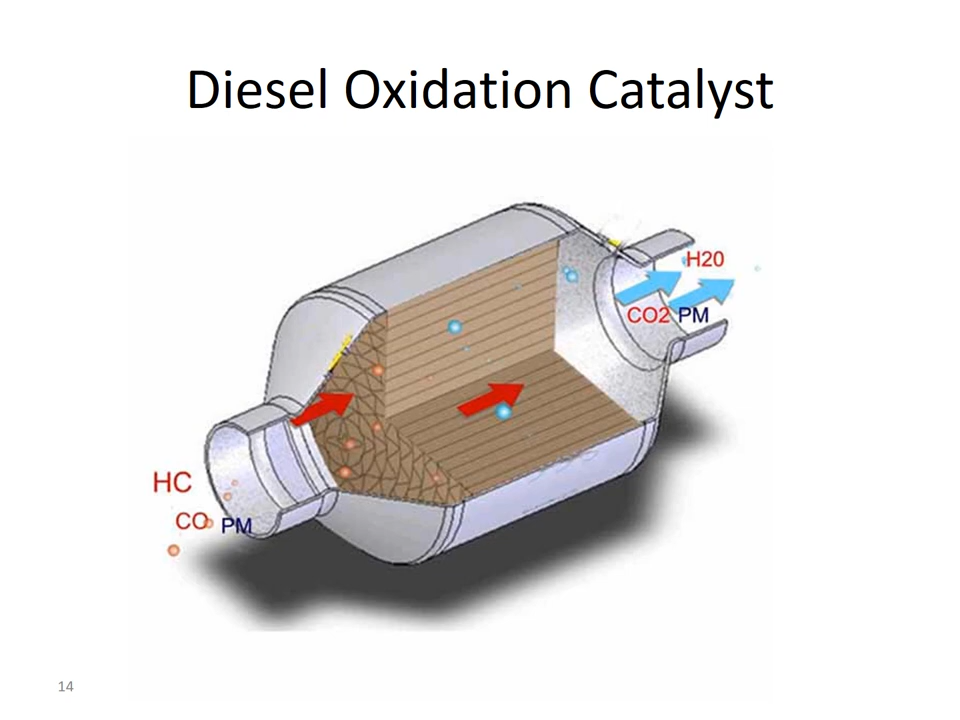 Diesel Oxidation Catalyst
H20
CO2 PM
HC
CO PM
14